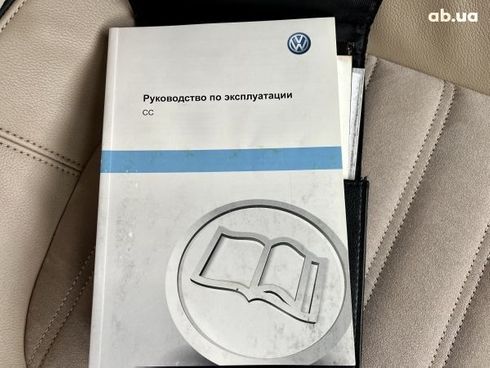 ab.ua
Руководство по эксплуатации
CC